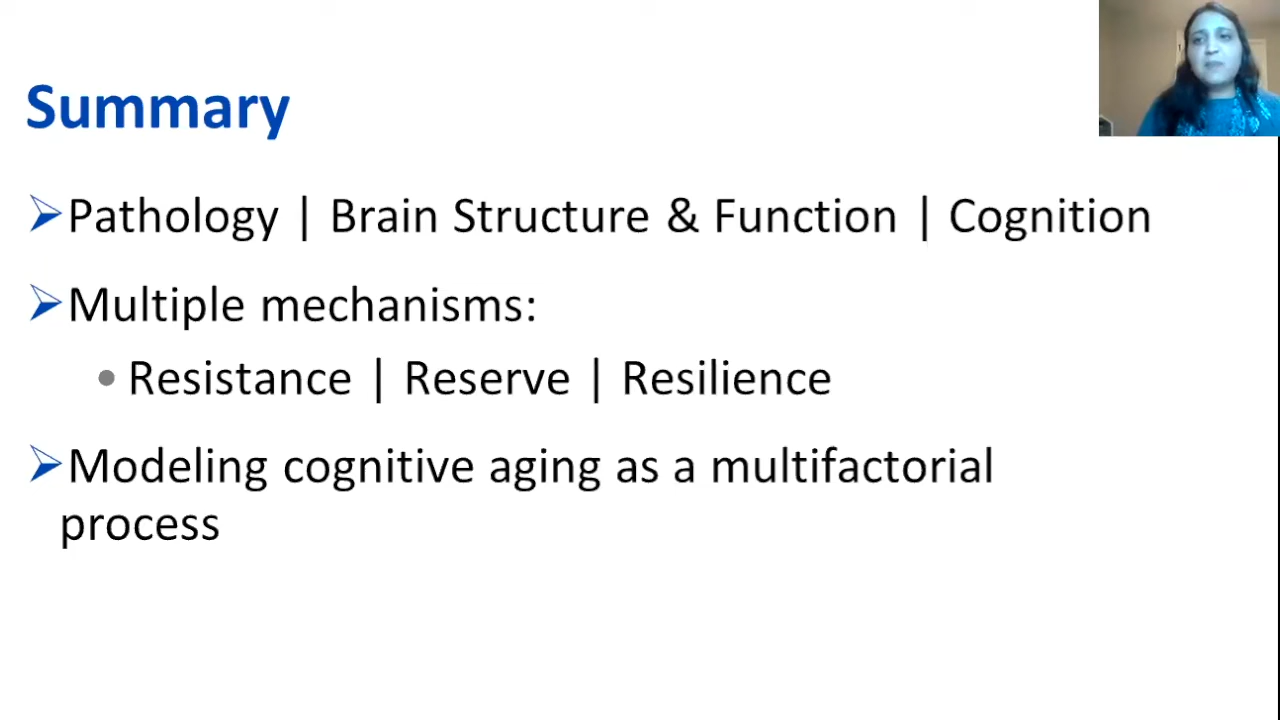 Summary
Pathology | Brain Structure & Function | Cognition
Multiple mechanisms:
Resistance | Reserve | Resilience
Modeling cognitive aging as a multifactorial
process